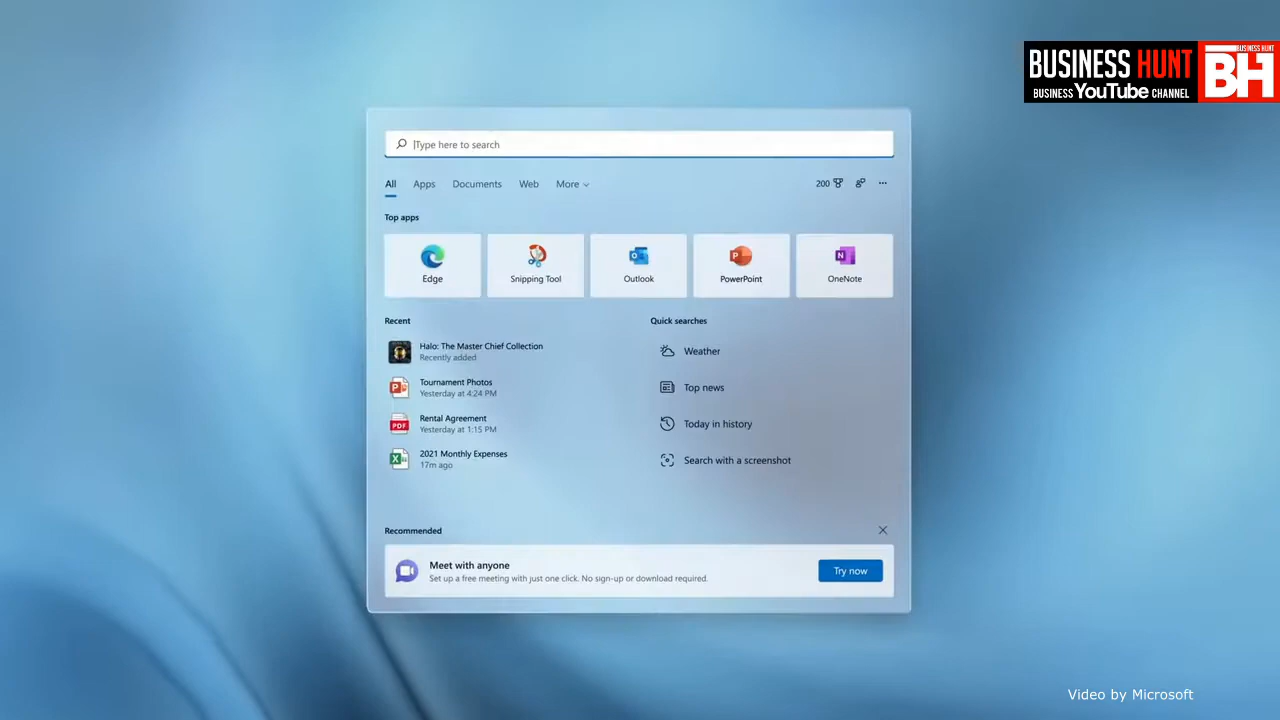 BUSINESS HUNT
BUSINESS YouTube CHANNEL
BUSINESS HUNT
BH
Type here to search
All Apps Documents Web More 200
Top apps
Edge Snipping Tool Outlook PowerPoint OneNote
Recent
Halo: The Master Chief Collection
Recently added
Tournament Photos
Yesterday at 4:24 PM
Rental Agreement
Yesterday at 1:15 PM
2021 Monthly Expenses
17m ago
Quick searches
Weather
Top news
Today in history
Search with a screenshot
Recommended
Meet with anyone
Set up a free meeting with just one click. No sign-up or download required.
Try now
Video by Microsoft